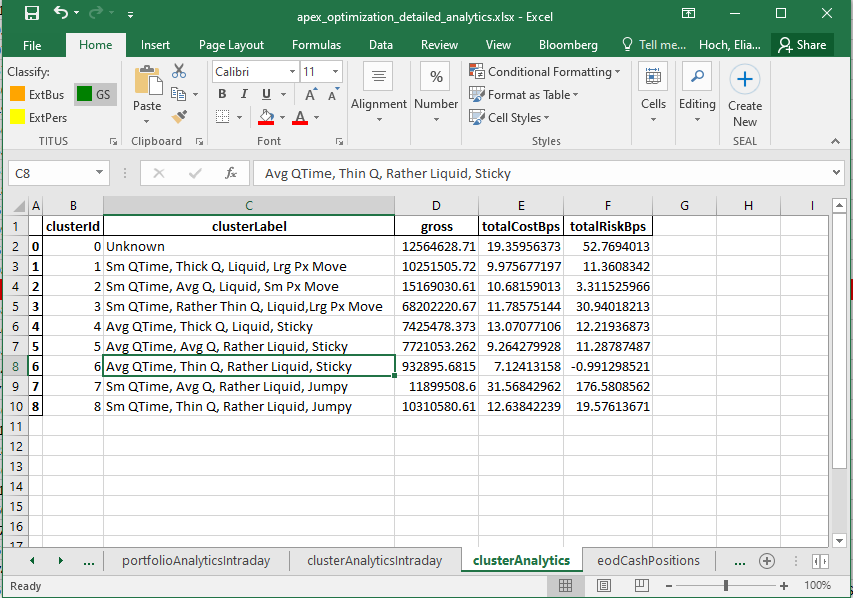 apex_optimization_detailed_analytics.xlsx - Excel
File Home Insert Page Layout Formulas Data Review View Bloomberg Tell me... Hoch, Elia... Share
Classify:
ExtBus GS
ExtPers
TITUS
Paste
Clipboard
Calibri 11
B I U A A
A
Font
Alignment
% Number
Conditional Formatting
Format as Table
Cell Styles
Styles
Cells
Editing
Create New
SEAL
C8 fx Avg QTime, Thin Q, Rather Liquid, Sticky
A B C D E F G H I
1 clusterId clusterLabel gross totalCostBps totalRiskBps
2 0 0 Unknown 12564628.71 19.35956373 52.7694013
3 1 1 Sm QTime, Thick Q, Liquid, Lrg Px Move 10251505.72 9.975677197 11.3608342
4 2 2 Sm QTime, Avg Q, Liquid, Sm Px Move 15169030.61 10.68159013 3.311525966
5 3 3 Sm QTime, Rather Thin Q, Liquid,Lrg Px Move 68202220.67 11.78575144 30.94018213
6 4 4 Avg QTime, Thick Q, Liquid, Sticky 7425478.373 13.07077106 12.21936873
7 5 5 Avg QTime, Avg Q, Rather Liquid, Sticky 7721053.262 9.264279928 11.28787487
8 6 6 Avg QTime, Thin Q, Rather Liquid, Sticky 932895.6815 7.12413158 -0.991298521
9 7 7 Sm QTime, Avg Q, Rather Liquid, Jumpy 11899508.6 31.56842962 176.5808562
10 8 8 Sm QTime, Thin Q, Rather Liquid, Jumpy 10310580.61 12.63842239 19.57613671
11
12
13
14
15
16
17
... portfolioAnalyticsIntraday clusterAnalyticsIntraday clusterAnalytics eodCashPositions ...
Ready 100%